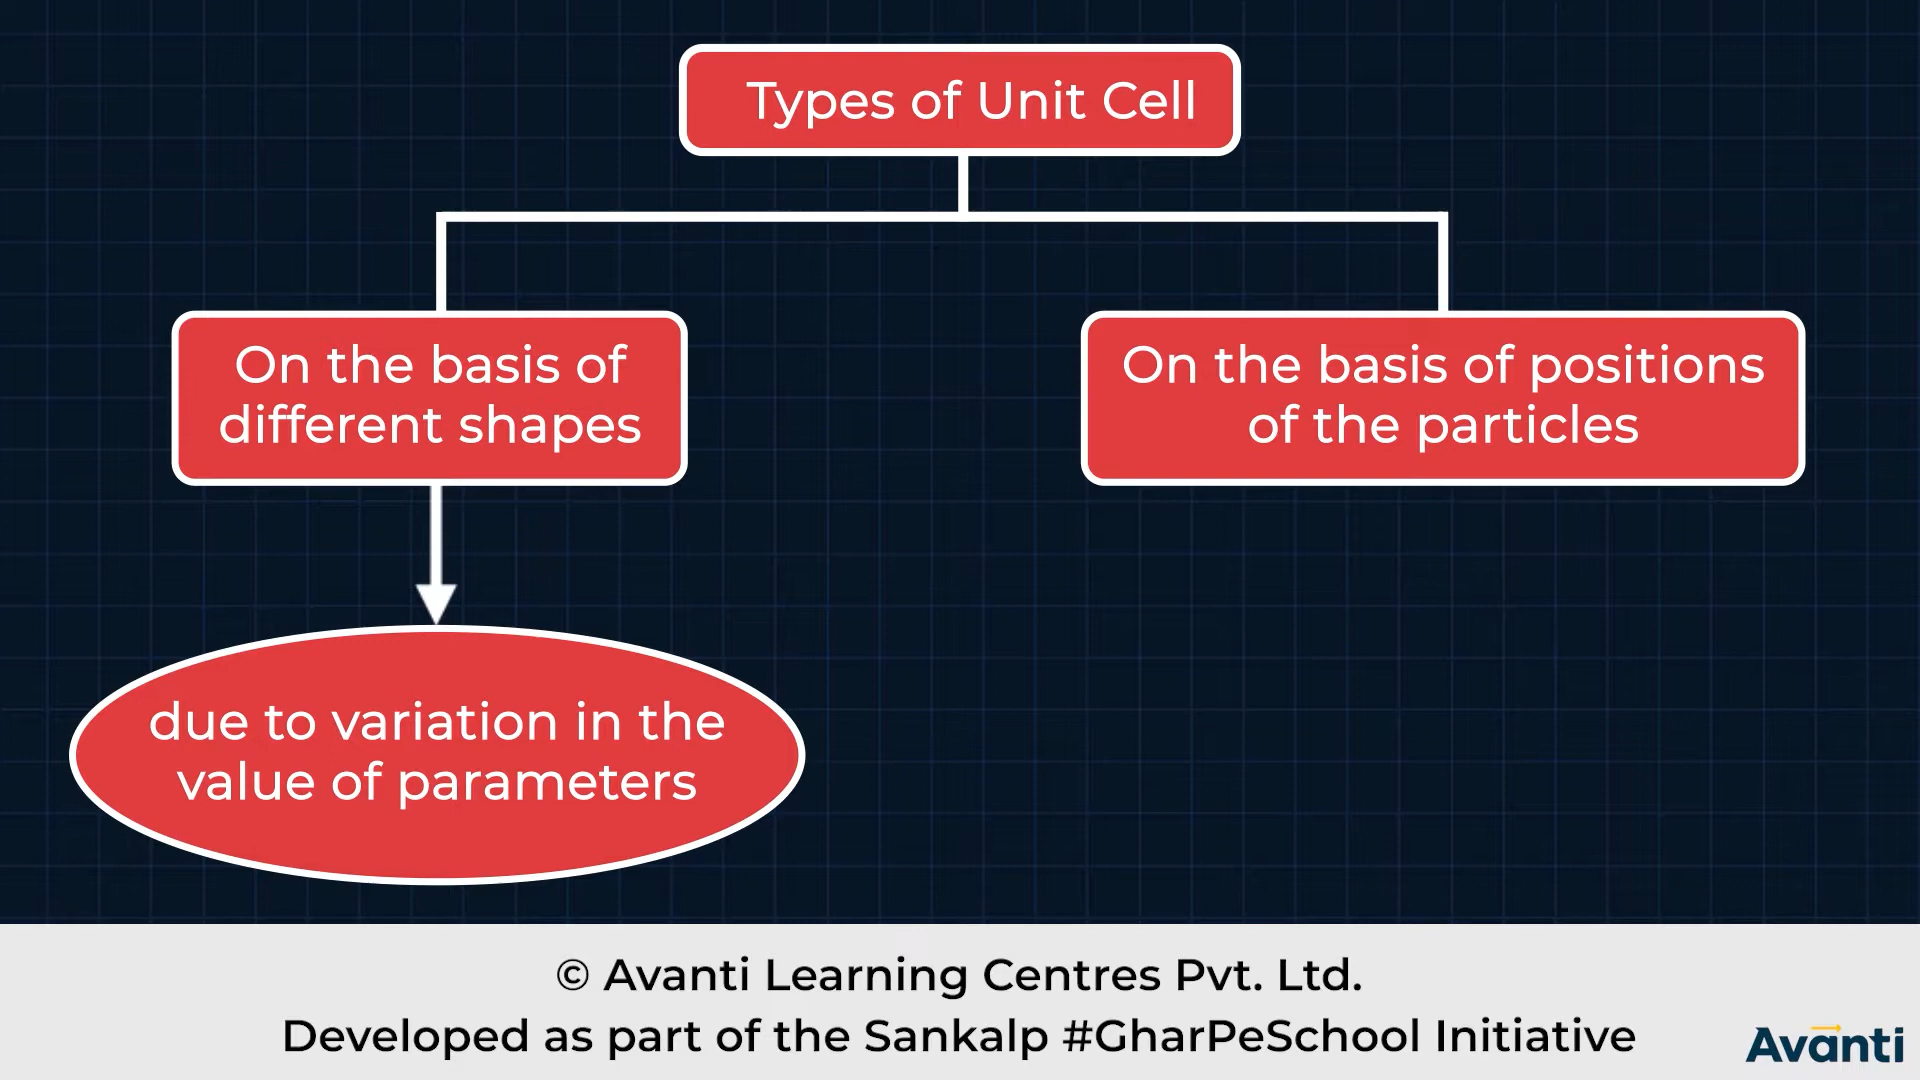 Types of Unit Cell
On the basis of
different shapes
On the basis of positions
of the particles
due to variation in the
value of parameters
© Avanti Learning Centres Pvt. Ltd.
Developed as part of the Sankalp #GharPeSchool Initiative
Avanti